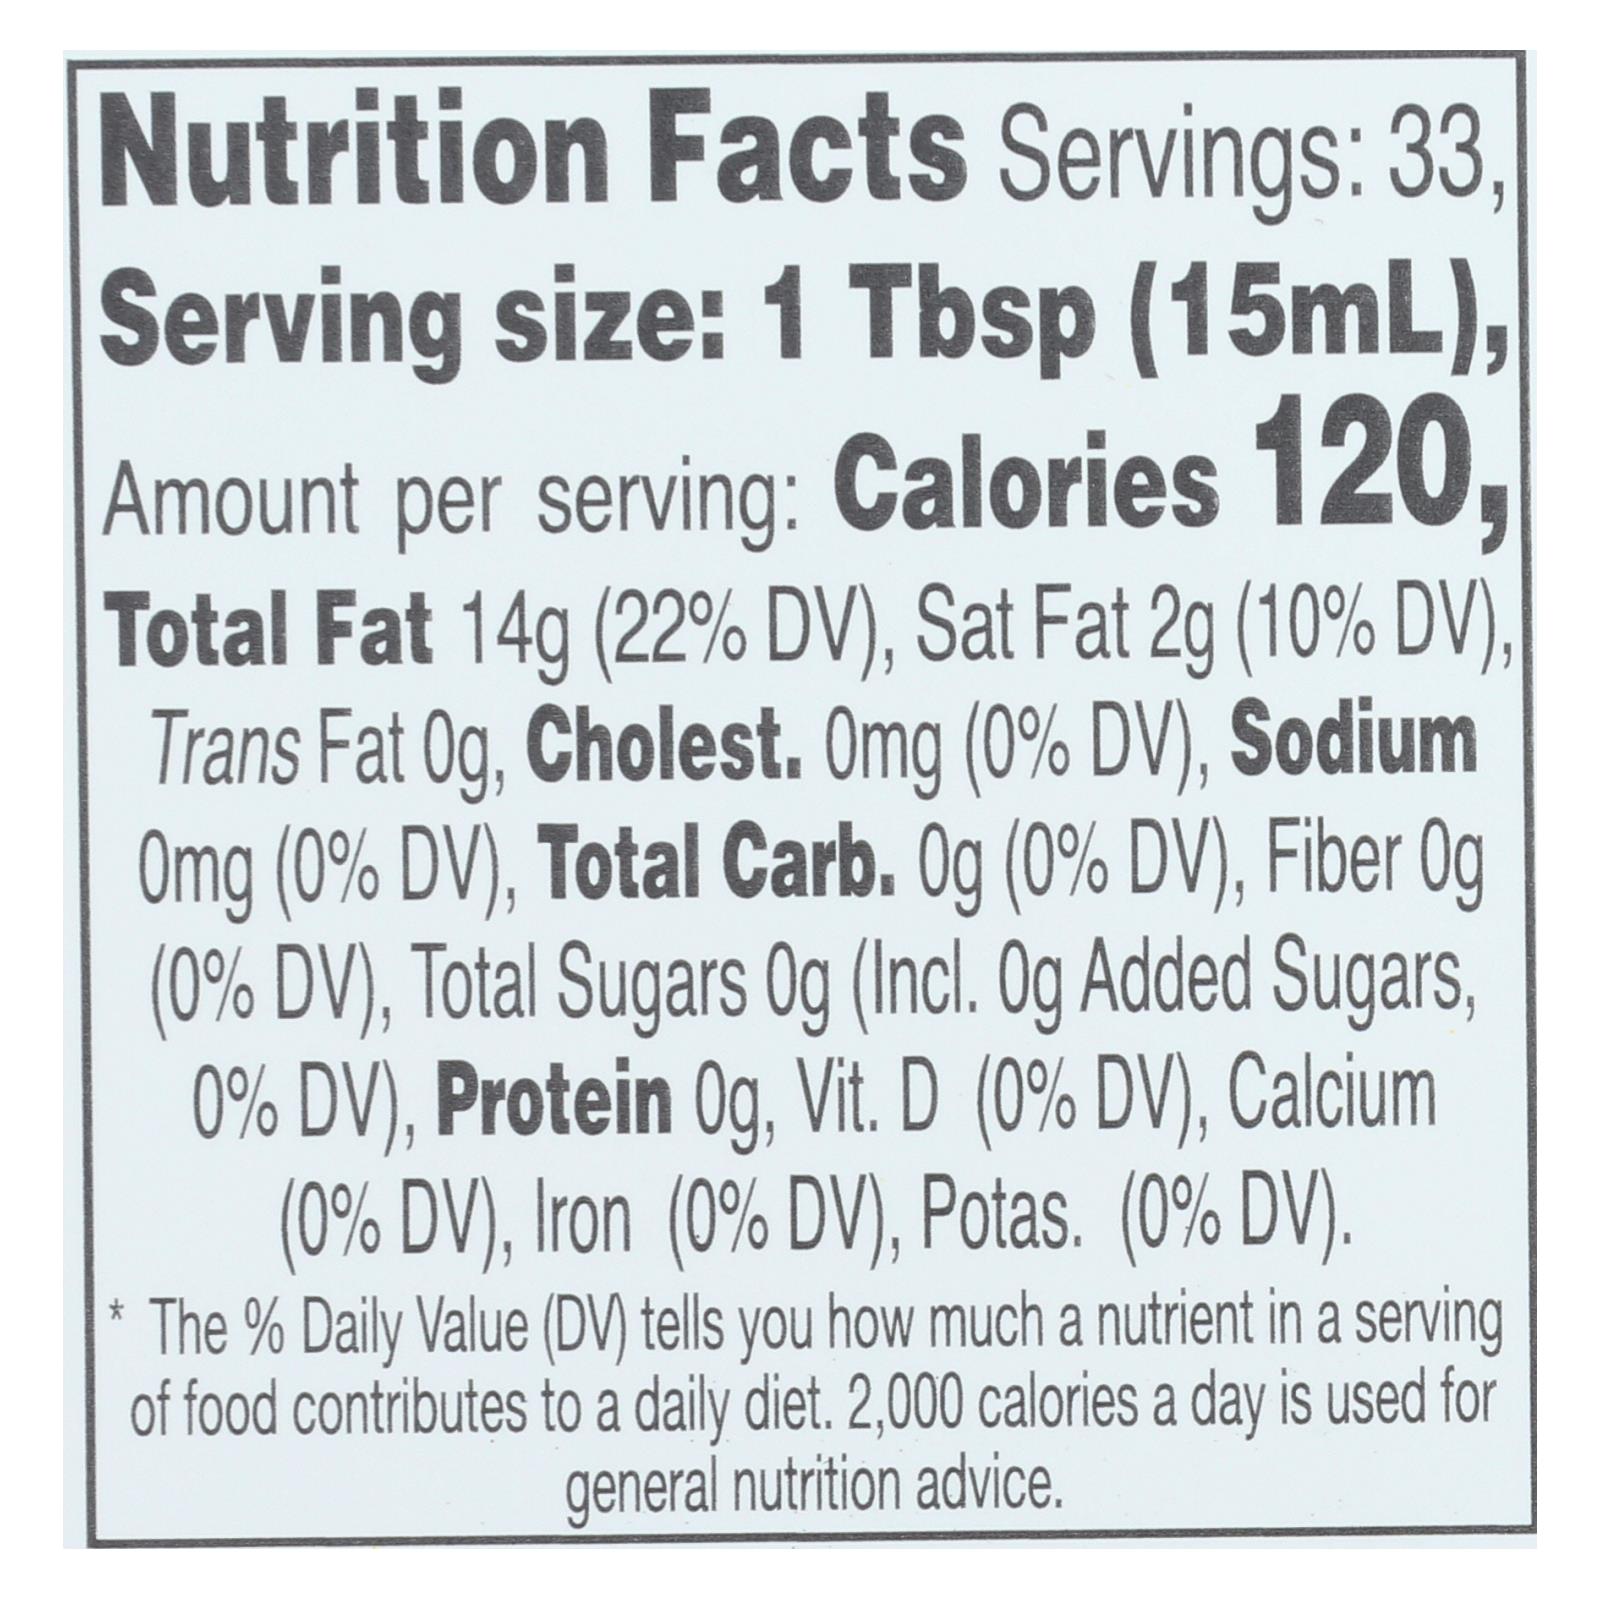 Nutrition Facts Servings: 33,
Serving size: 1 Tbsp (15mL),
Amount per serving: Calories 120,
Total Fat 14g (22% DV), Sat Fat 2g (10% DV),
Trans Fat 0g, Cholest. 0mg (0% DV), Sodium
0mg (0% DV), Total Carb. 0g (0% DV), Fiber 0g
(0% DV), Total Sugars 0g (Incl. 0g Added Sugars,
0% DV), Protein 0g, Vit. D (0% DV), Calcium
(0% DV), Iron (0% DV), Potas. (0% DV).
* The % Daily Value (DV) tells you how much a nutrient in a serving
of food contributes to a daily diet. 2,000 calories a day is used for
general nutrition advice.